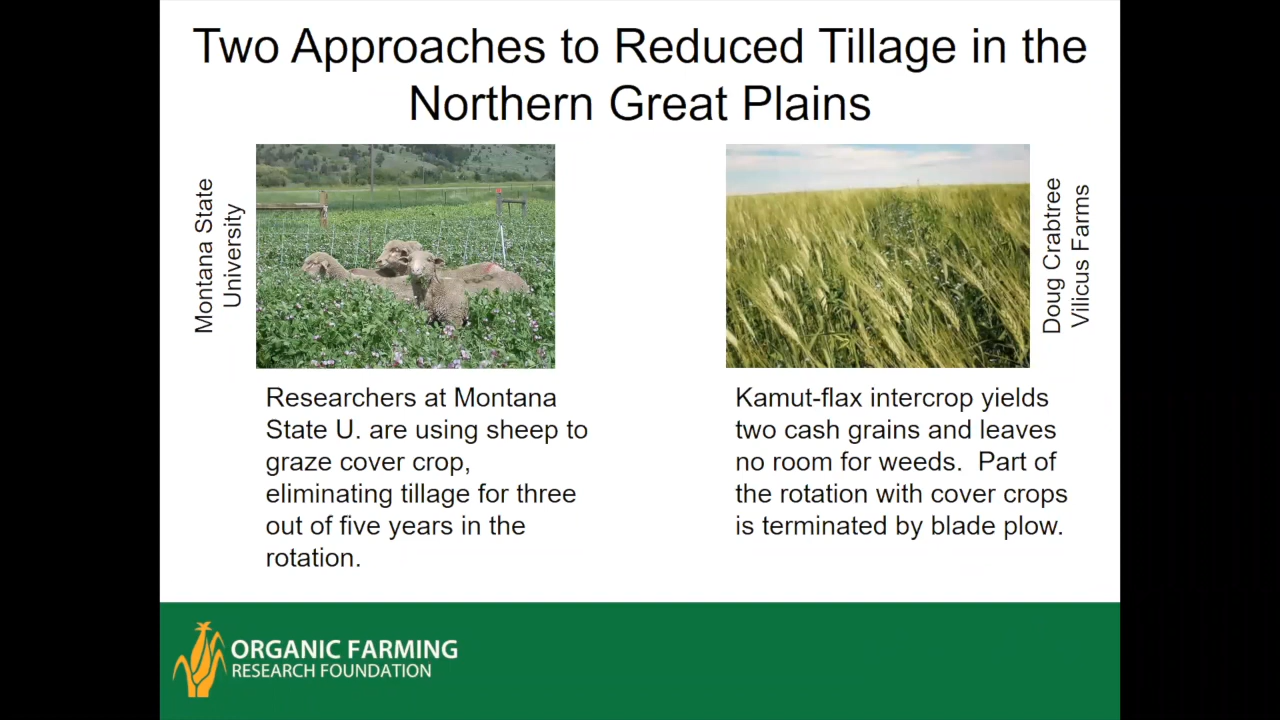 Two Approaches to Reduced Tillage in the
Northern Great Plains
Montana State
University
Doug Crabtree
Vilicus Farms
Researchers at Montana
State U. are using sheep to
graze cover crop,
eliminating tillage for three
out of five years in the
rotation.
Kamut-flax intercrop yields
two cash grains and leaves
no room for weeds.  Part of
the rotation with cover crops
is terminated by blade plow.
ORGANIC FARMING
RESEARCH FOUNDATION